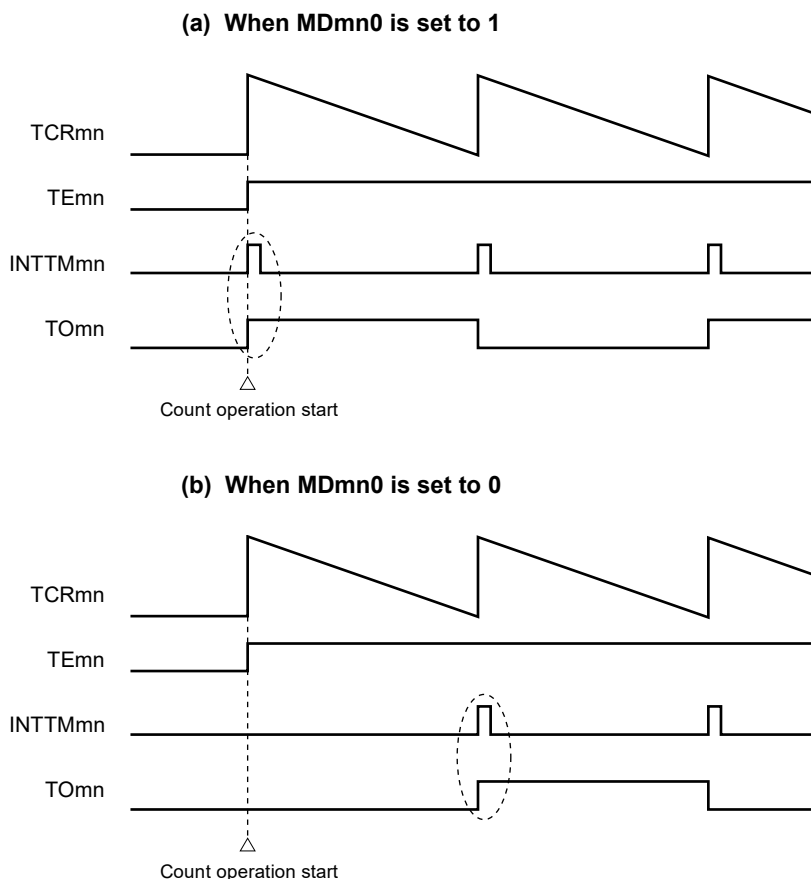 (a) When MDmn0 is set to 1
TCRmn
TEmn
INTTMmn
TOmn
Count operation start
(b) When MDmn0 is set to 0
TCRmn
TEmn
INTTMmn
TOmn
Count operation start